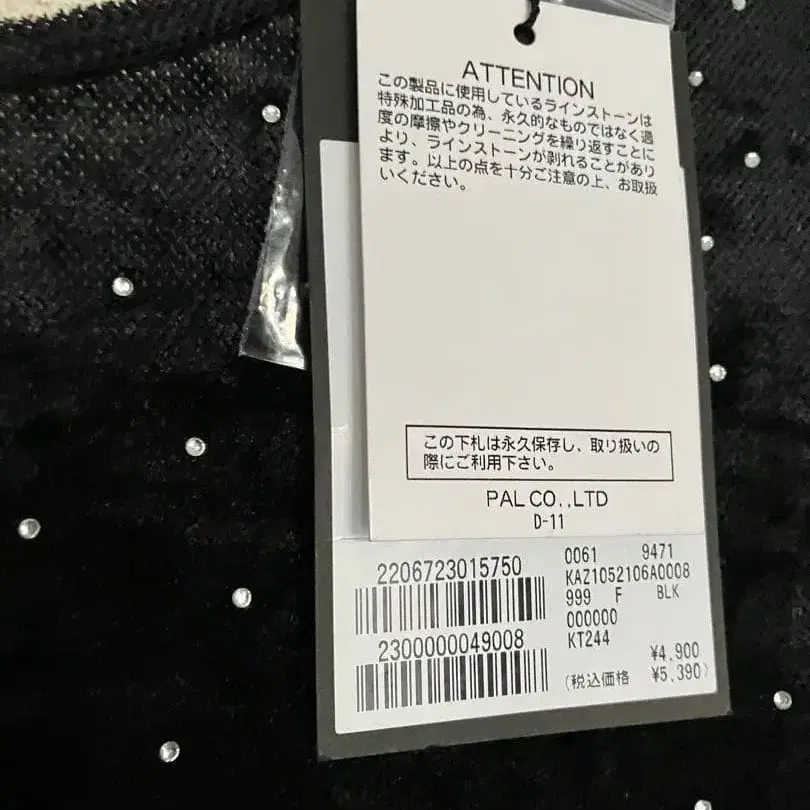 ATTENTION
この製品に使用しているラインストーンは
特殊加工品の為、永久的なものではなく過
度の摩擦やクリーニングを繰り返すことに
より、ラインストーンが剥れることがあり
ます。以上の点を十分ご注意の上、お取扱
いください。
この下札は永久保存し、取り扱いの
際にご利用下さい。
PAL CO.,LTD
D-11
2206723015750
2300000049008
0061 9471
KAZ1052106A0008
999 F BLK
000000
KT244
¥4,900
(税込価格 ¥5,390)